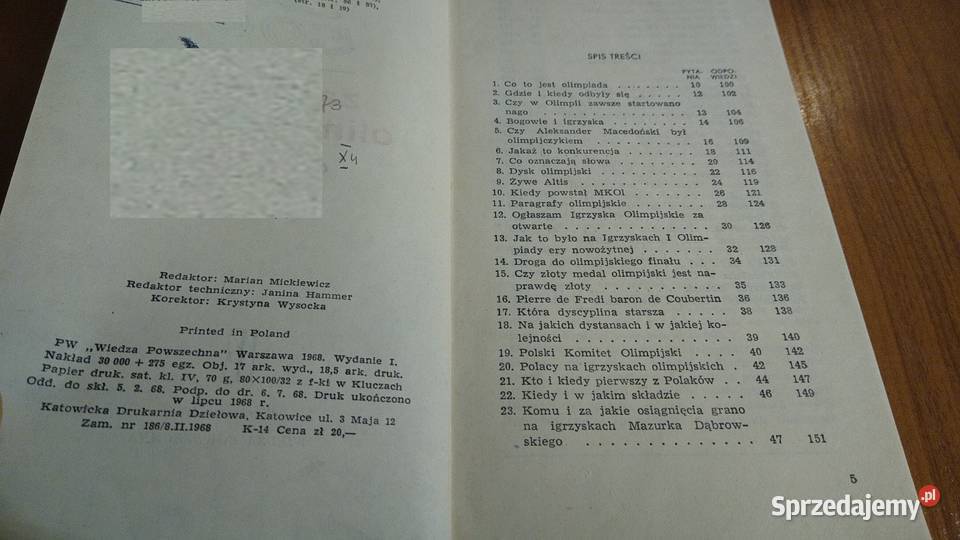 (str. 18 i 19)
73
XII
Redaktor: Marian Mickiewicz
Redaktor techniczny: Janina Hammer
Korektor: Krystyna Wysocka
Printed in Poland
PW „Wiedza Powszechna" Warszawa 1968. Wydanie I.
Nakład 30 000 + 275 egz. Obj. 17 ark. wyd., 18,5 ark. druk.
Papier druk. sat. kl. IV, 70 g, 80×100/32 z f-ki w Kluczach
Odd. do skł. 5. 2. 68. Podp. do dr. 6. 7. 68. Druk ukończono
w lipcu 1968 r.
Katowicka Drukarnia Dziełowa, Katowice ul. 3 Maja 12
Zam. nr 186/8.II.1968 K-14 Cena zł 20,—
SPIS TREŚCI
PYTA- ODPO-
NIA WIEDZI
1. Co to jest olimpiada . . . . . . . 10 100
2. Gdzie i kiedy odbyły się . . . . . 12 102
3. Czy w Olimpii zawsze startowano
nago . . . . . . . . . . . . . . 13 104
4. Bogowie i igrzyska . . . . . . . . 14 106
5. Czy Aleksander Macedoński był
olimpijczykiem . . . . . . . . . . 16 109
6. Jakaż to konkurencja . . . . . . . 18 111
7. Co oznaczają słowa . . . . . . . . 20 114
8. Dysk olimpijski . . . . . . . . . 22 116
9. Żywe Altis . . . . . . . . . . . . 24 119
10. Kiedy powstał MKOl . . . . . . . . 26 121
11. Paragrafy olimpijskie . . . . . . . 28 124
12. Ogłaszam Igrzyska Olimpijskie za
otwarte . . . . . . . . . . . . . 30 126
13. Jak to było na Igrzyskach I Olim-
piady ery nowożytnej . . . . . . . 32 128
14. Droga do olimpijskiego finału . . . 34 131
15. Czy złoty medal olimpijski jest na-
prawdę złoty . . . . . . . . . . . 35 133
16. Pierre de Fredi baron de Coubertin 36 136
17. Która dyscyplina starsza . . . . . 38 138
18. Na jakich dystansach i w jakiej ko-
lejności . . . . . . . . . . . . . 39 140
19. Polski Komitet Olimpijski . . . . . 40 142
20. Polacy na igrzyskach olimpijskich . 42 145
21. Kto i kiedy pierwszy z Polaków . . 44 147
22. Kiedy i w jakim składzie . . . . . 46 149
23. Komu i za jakie osiągnięcia grano
na igrzyskach Mazurka Dąbrow-
skiego . . . . . . . . . . . . . . 47 151
5
Sprzedajemy.pl